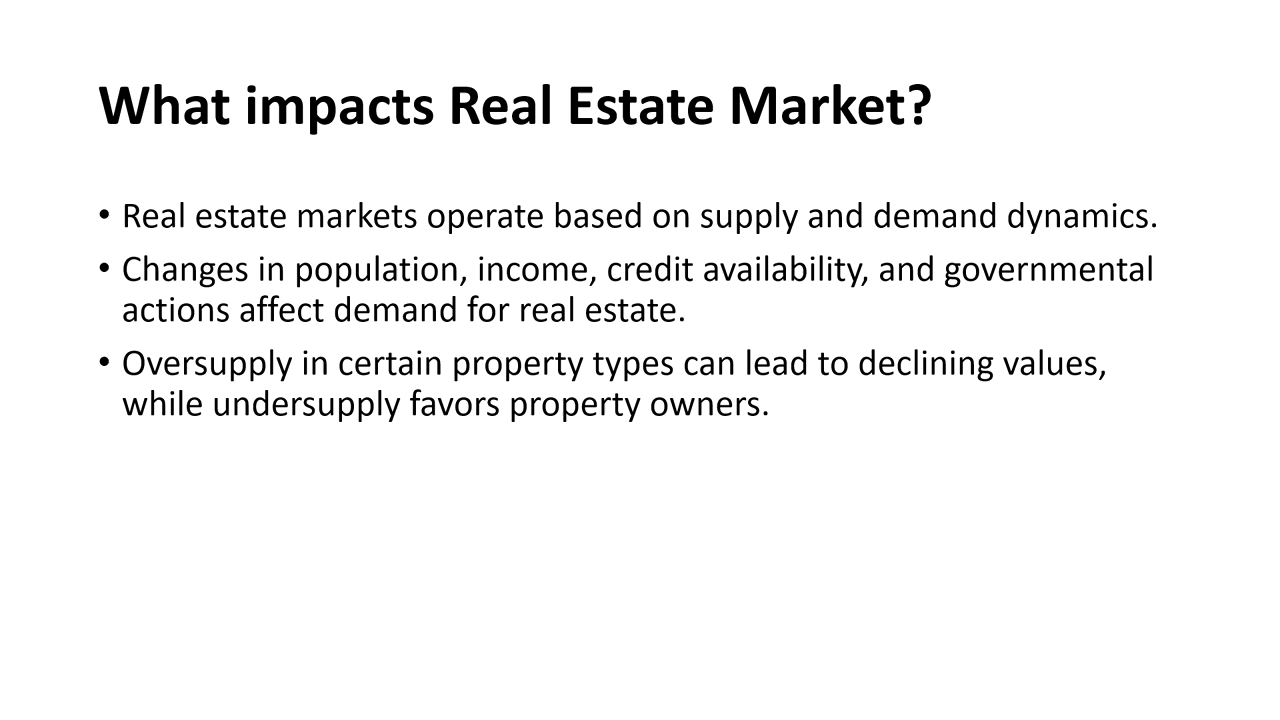 What impacts Real Estate Market?
• Real estate markets operate based on supply and demand dynamics.
• Changes in population, income, credit availability, and governmental
actions affect demand for real estate.
• Oversupply in certain property types can lead to declining values,
while undersupply favors property owners.